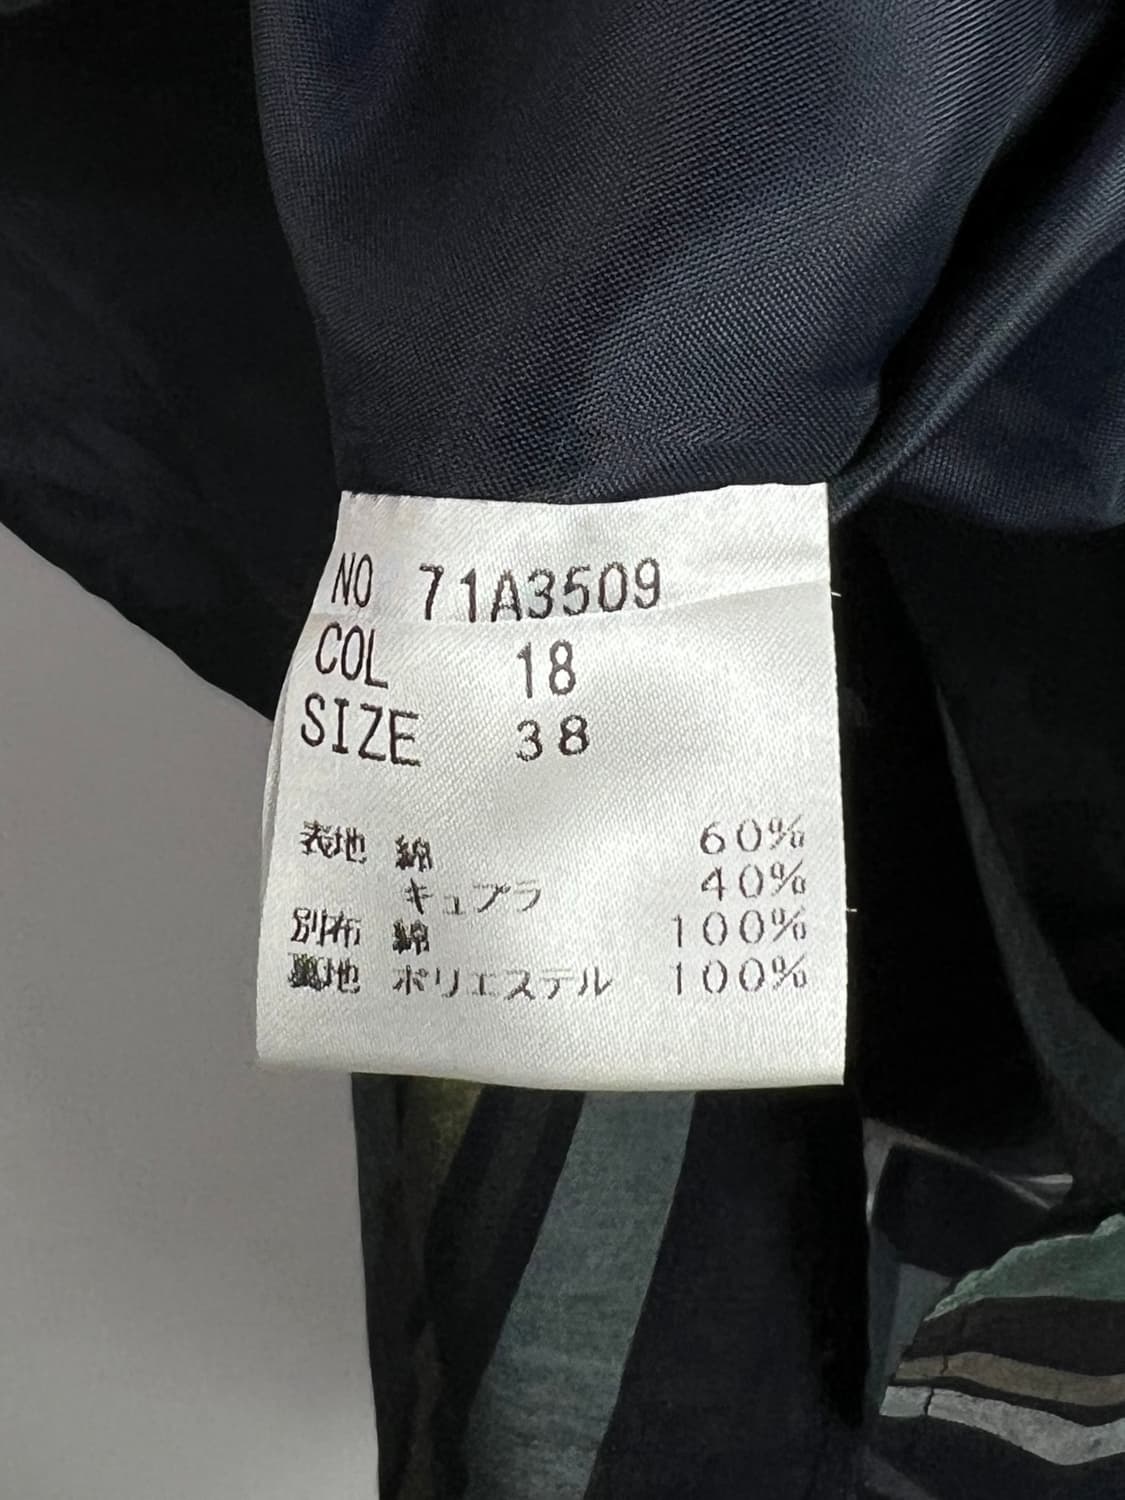 NO 71A3509
COL 18
SIZE 38
表地 綿 60%
キュプラ 40%
別布 綿 100%
裏地 ポリエステル 100%